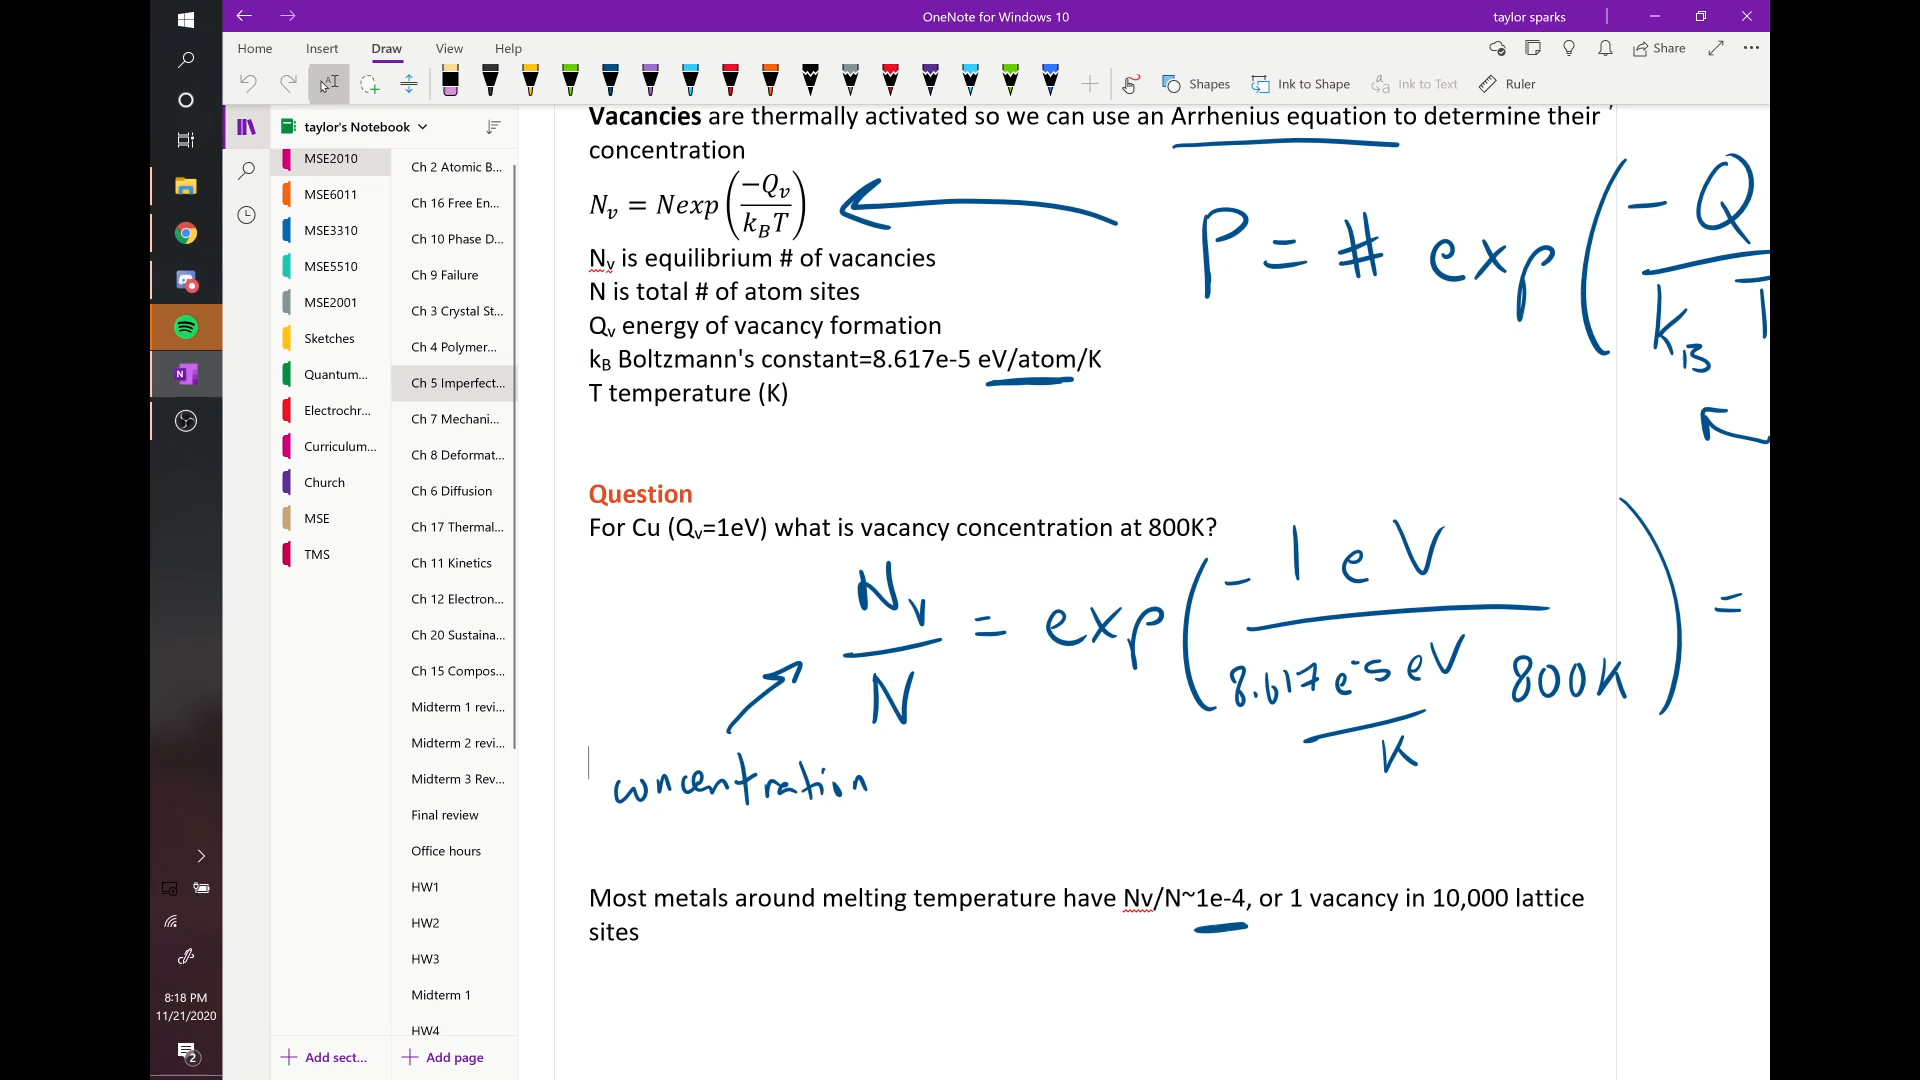 OneNote for Windows 10
taylor sparks
Home Insert Draw View Help
Share
Shapes Ink to Shape Ink to Text Ruler
taylor's Notebook
MSE2010
MSE6011
MSE3310
MSE5510
MSE2001
Sketches
Quantum...
Electrochr...
Curriculum...
Church
MSE
TMS
Add sect...
Ch 2 Atomic B...
Ch 16 Free En...
Ch 10 Phase D...
Ch 9 Failure
Ch 3 Crystal St...
Ch 4 Polymer...
Ch 5 Imperfect...
Ch 7 Mechani...
Ch 8 Deformat...
Ch 6 Diffusion
Ch 17 Thermal...
Ch 11 Kinetics
Ch 12 Electron...
Ch 20 Sustaina...
Ch 15 Compos...
Midterm 1 revi...
Midterm 2 revi...
Midterm 3 Rev...
Final review
Office hours
HW1
HW2
HW3
Midterm 1
HW4
Add page
Vacancies are thermally activated so we can use an Arrhenius equation to determine their
concentration
N_v = Nexp(−Q_v / k_BT)
P = # exp( -Q / k_B T
N_v is equilibrium # of vacancies
N is total # of atom sites
Q_v energy of vacancy formation
k_B Boltzmann's constant=8.617e-5 eV/atom/K
T temperature (K)
Question
For Cu (Q_v=1eV) what is vacancy concentration at 800K?
N_v / N = exp( -1 eV / 8.617 e-5 eV / K 800K ) =
concentration
Most metals around melting temperature have Nv/N~1e-4, or 1 vacancy in 10,000 lattice
sites
8:18 PM
11/21/2020
2